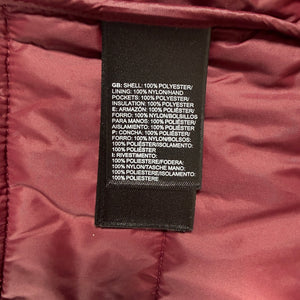 GB: SHELL: 100% POLYESTER/
LINING: 100% NYLON/HAND
POCKETS: 100% POLYESTER/
INSULATION: 100% POLYESTER
E: ARMAZÓN: 100% POLIÉSTER/
FORRO: 100% NYLON/BOLSILLOS
PARA MANOS: 100% POLIÉSTER/
AISLAMIENTO: 100% POLIÉSTER
P: CONCHA: 100% POLIÉSTER/
FORRO: 100% NYLON/BOLSOS:
100% POLIÉSTER/ISOLAMENTO:
100% POLIÉSTER
I: RIVESTIMENTO:
100% POLIESTERE/FODERA:
100% NYLON/TASCHE MANO:
100% POLIESTERE/ISOLAMENTO:
100% POLIESTERE